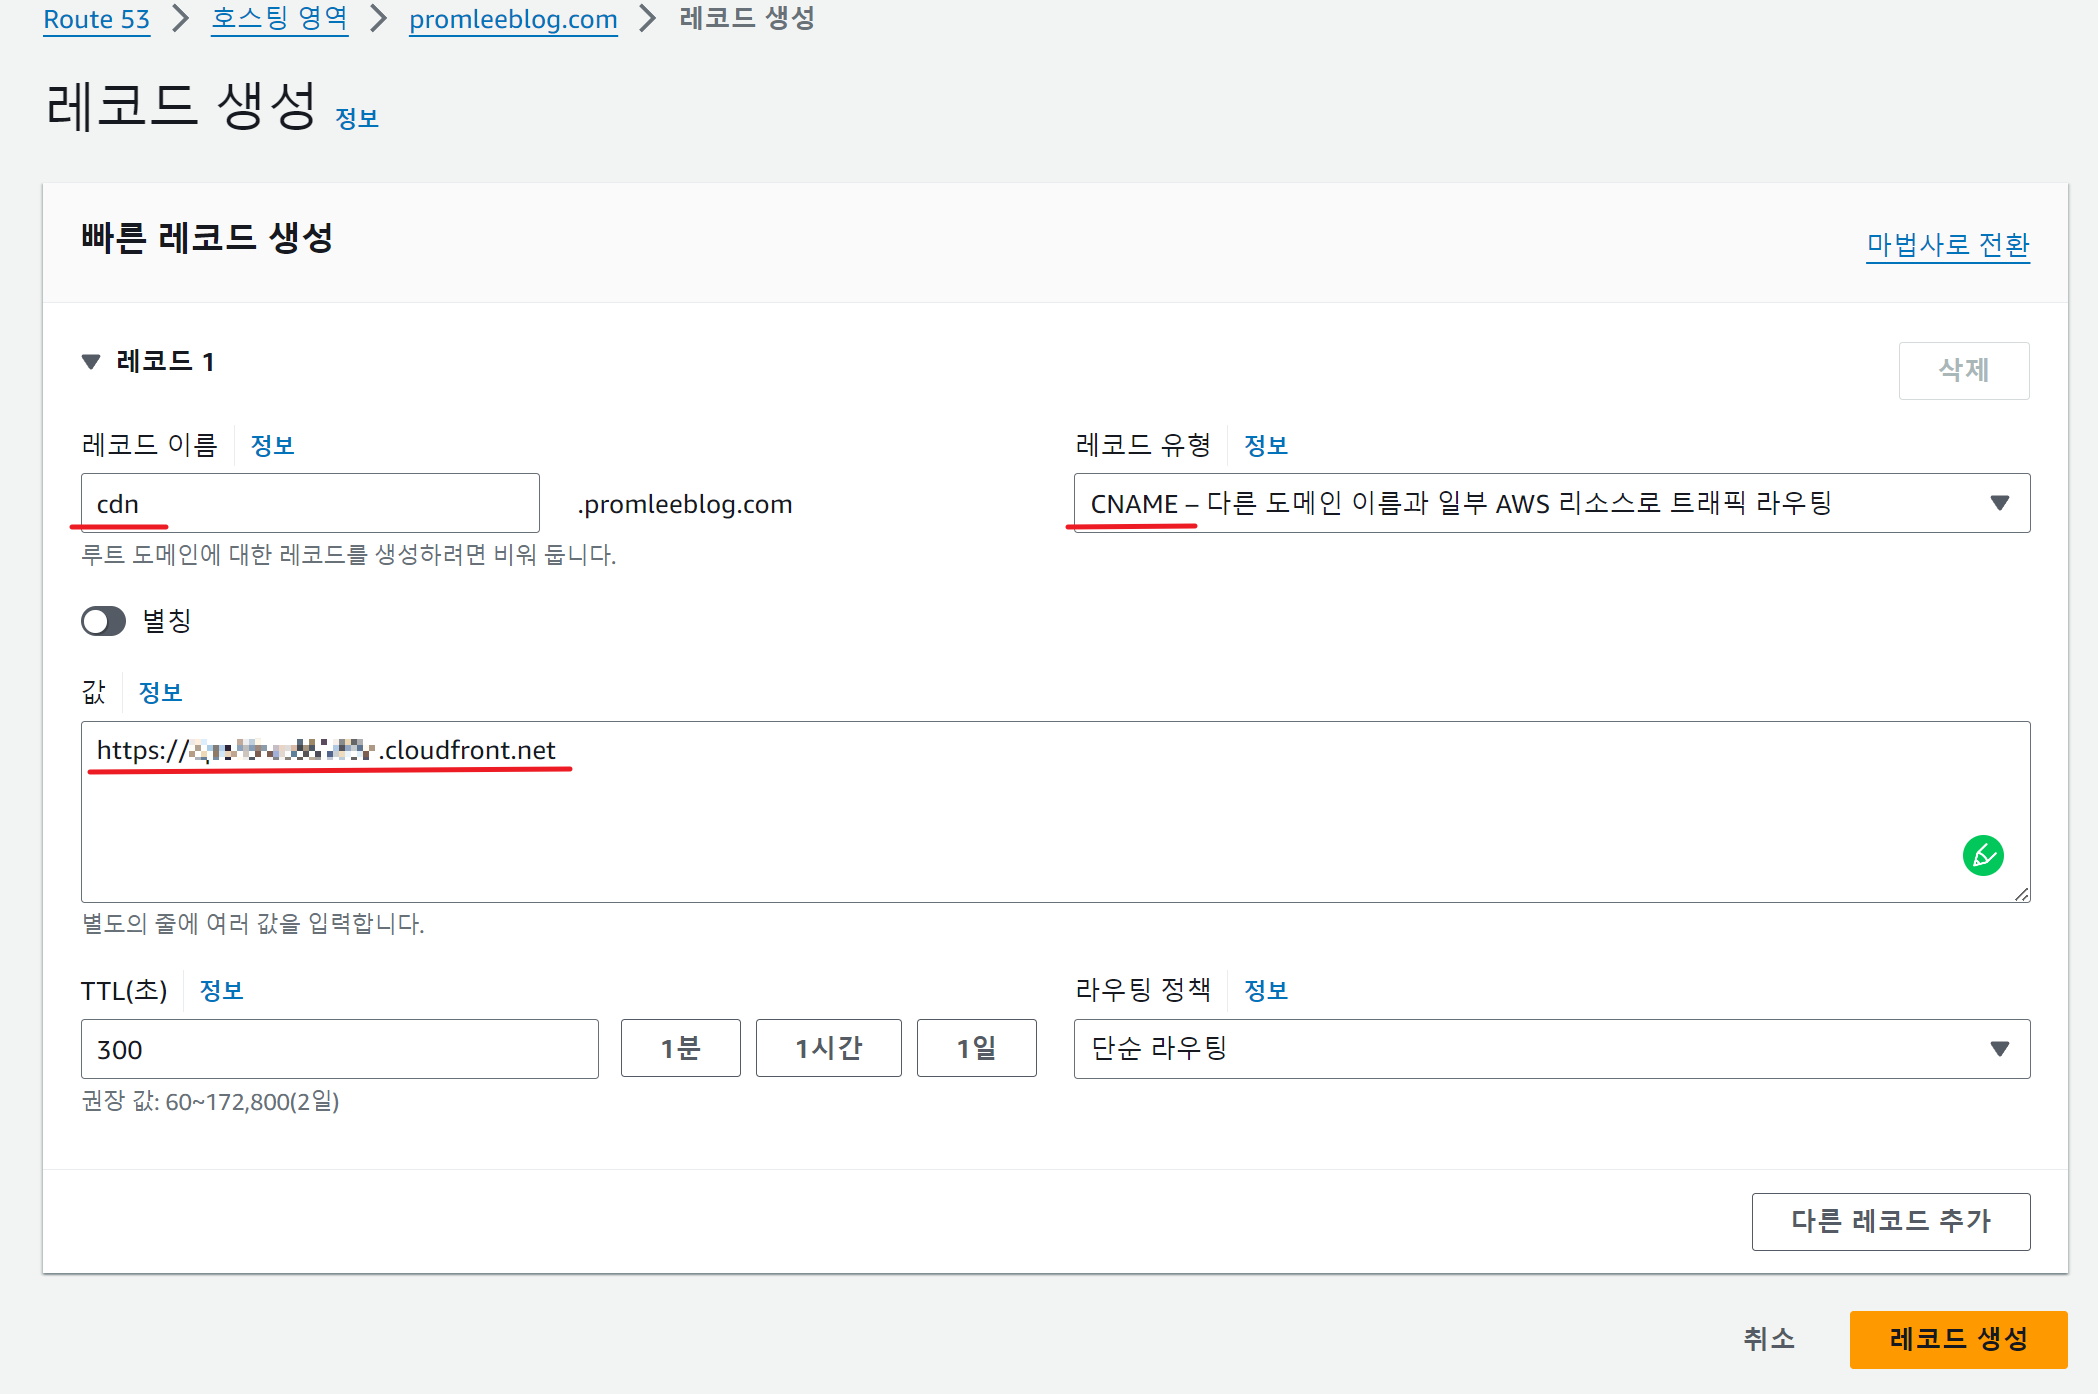 Route 53 > 호스팅 영역 > promleeblog.com > 레코드 생성
레코드 생성 정보
빠른 레코드 생성
마법사로 전환
레코드 1
삭제
레코드 이름 정보
cdn .promleeblog.com
루트 도메인에 대한 레코드를 생성하려면 비워 둡니다.
레코드 유형 정보
CNAME – 다른 도메인 이름과 일부 AWS 리소스로 트래픽 라우팅
별칭
값 정보
https:// .cloudfront.net
별도의 줄에 여러 값을 입력합니다.
TTL(초) 정보
300 1분 1시간 1일
권장 값: 60~172,800(2일)
라우팅 정책 정보
단순 라우팅
다른 레코드 추가
취소 레코드 생성